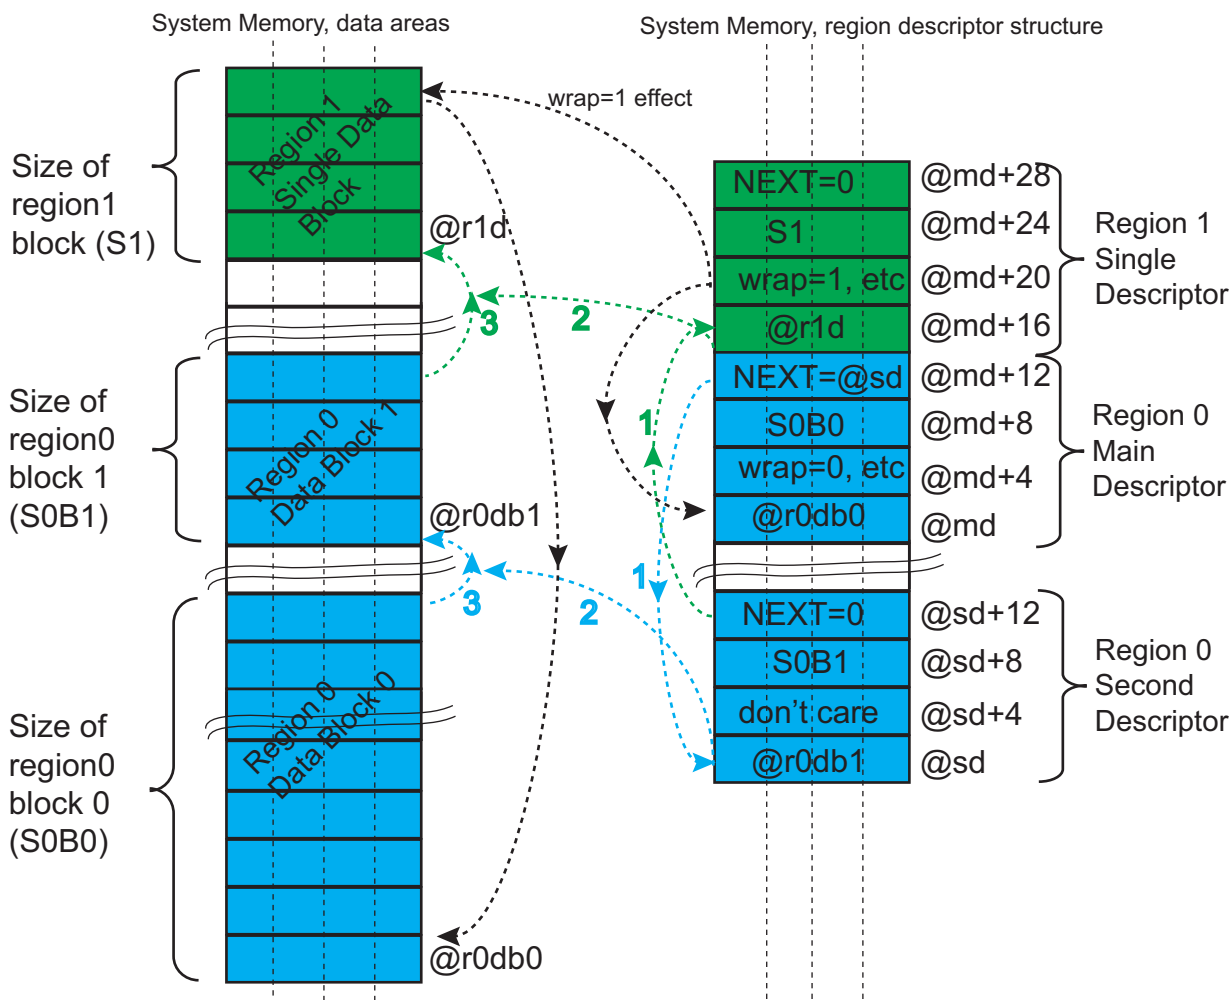 System Memory, data areas
System Memory, region descriptor structure
wrap=1 effect
Size of
region1
block (S1)
Region 1
Single Data
Block
@r1d
3
2
Size of
region0
block 1
(S0B1)
Region 0
Data Block 1
@r0db1
3
2
Size of
region0
block 0
(S0B0)
Region 0
Data Block 0
@r0db0
1
1
NEXT=0
@md+28
S1
@md+24
wrap=1, etc
@md+20
@r1d
@md+16
Region 1
Single
Descriptor
NEXT=@sd
@md+12
S0B0
@md+8
wrap=0, etc
@md+4
@r0db0
@md
Region 0
Main
Descriptor
NEXT=0
@sd+12
S0B1
@sd+8
don't care
@sd+4
@r0db1
@sd
Region 0
Second
Descriptor